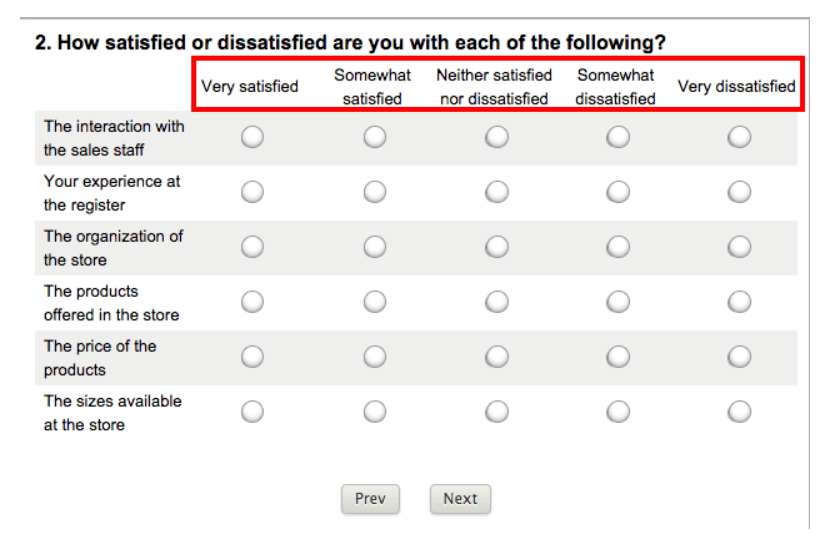 2. How satisfied or dissatisfied are you with each of the following?
Very satisfied
Somewhat
satisfied
Neither satisfied
nor dissatisfied
Somewhat
dissatisfied
Very dissatisfied
The interaction with
the sales staff
Your experience at
the register
The organization of
the store
The products
offered in the store
The price of the
products
The sizes available
at the store
Prev
Next